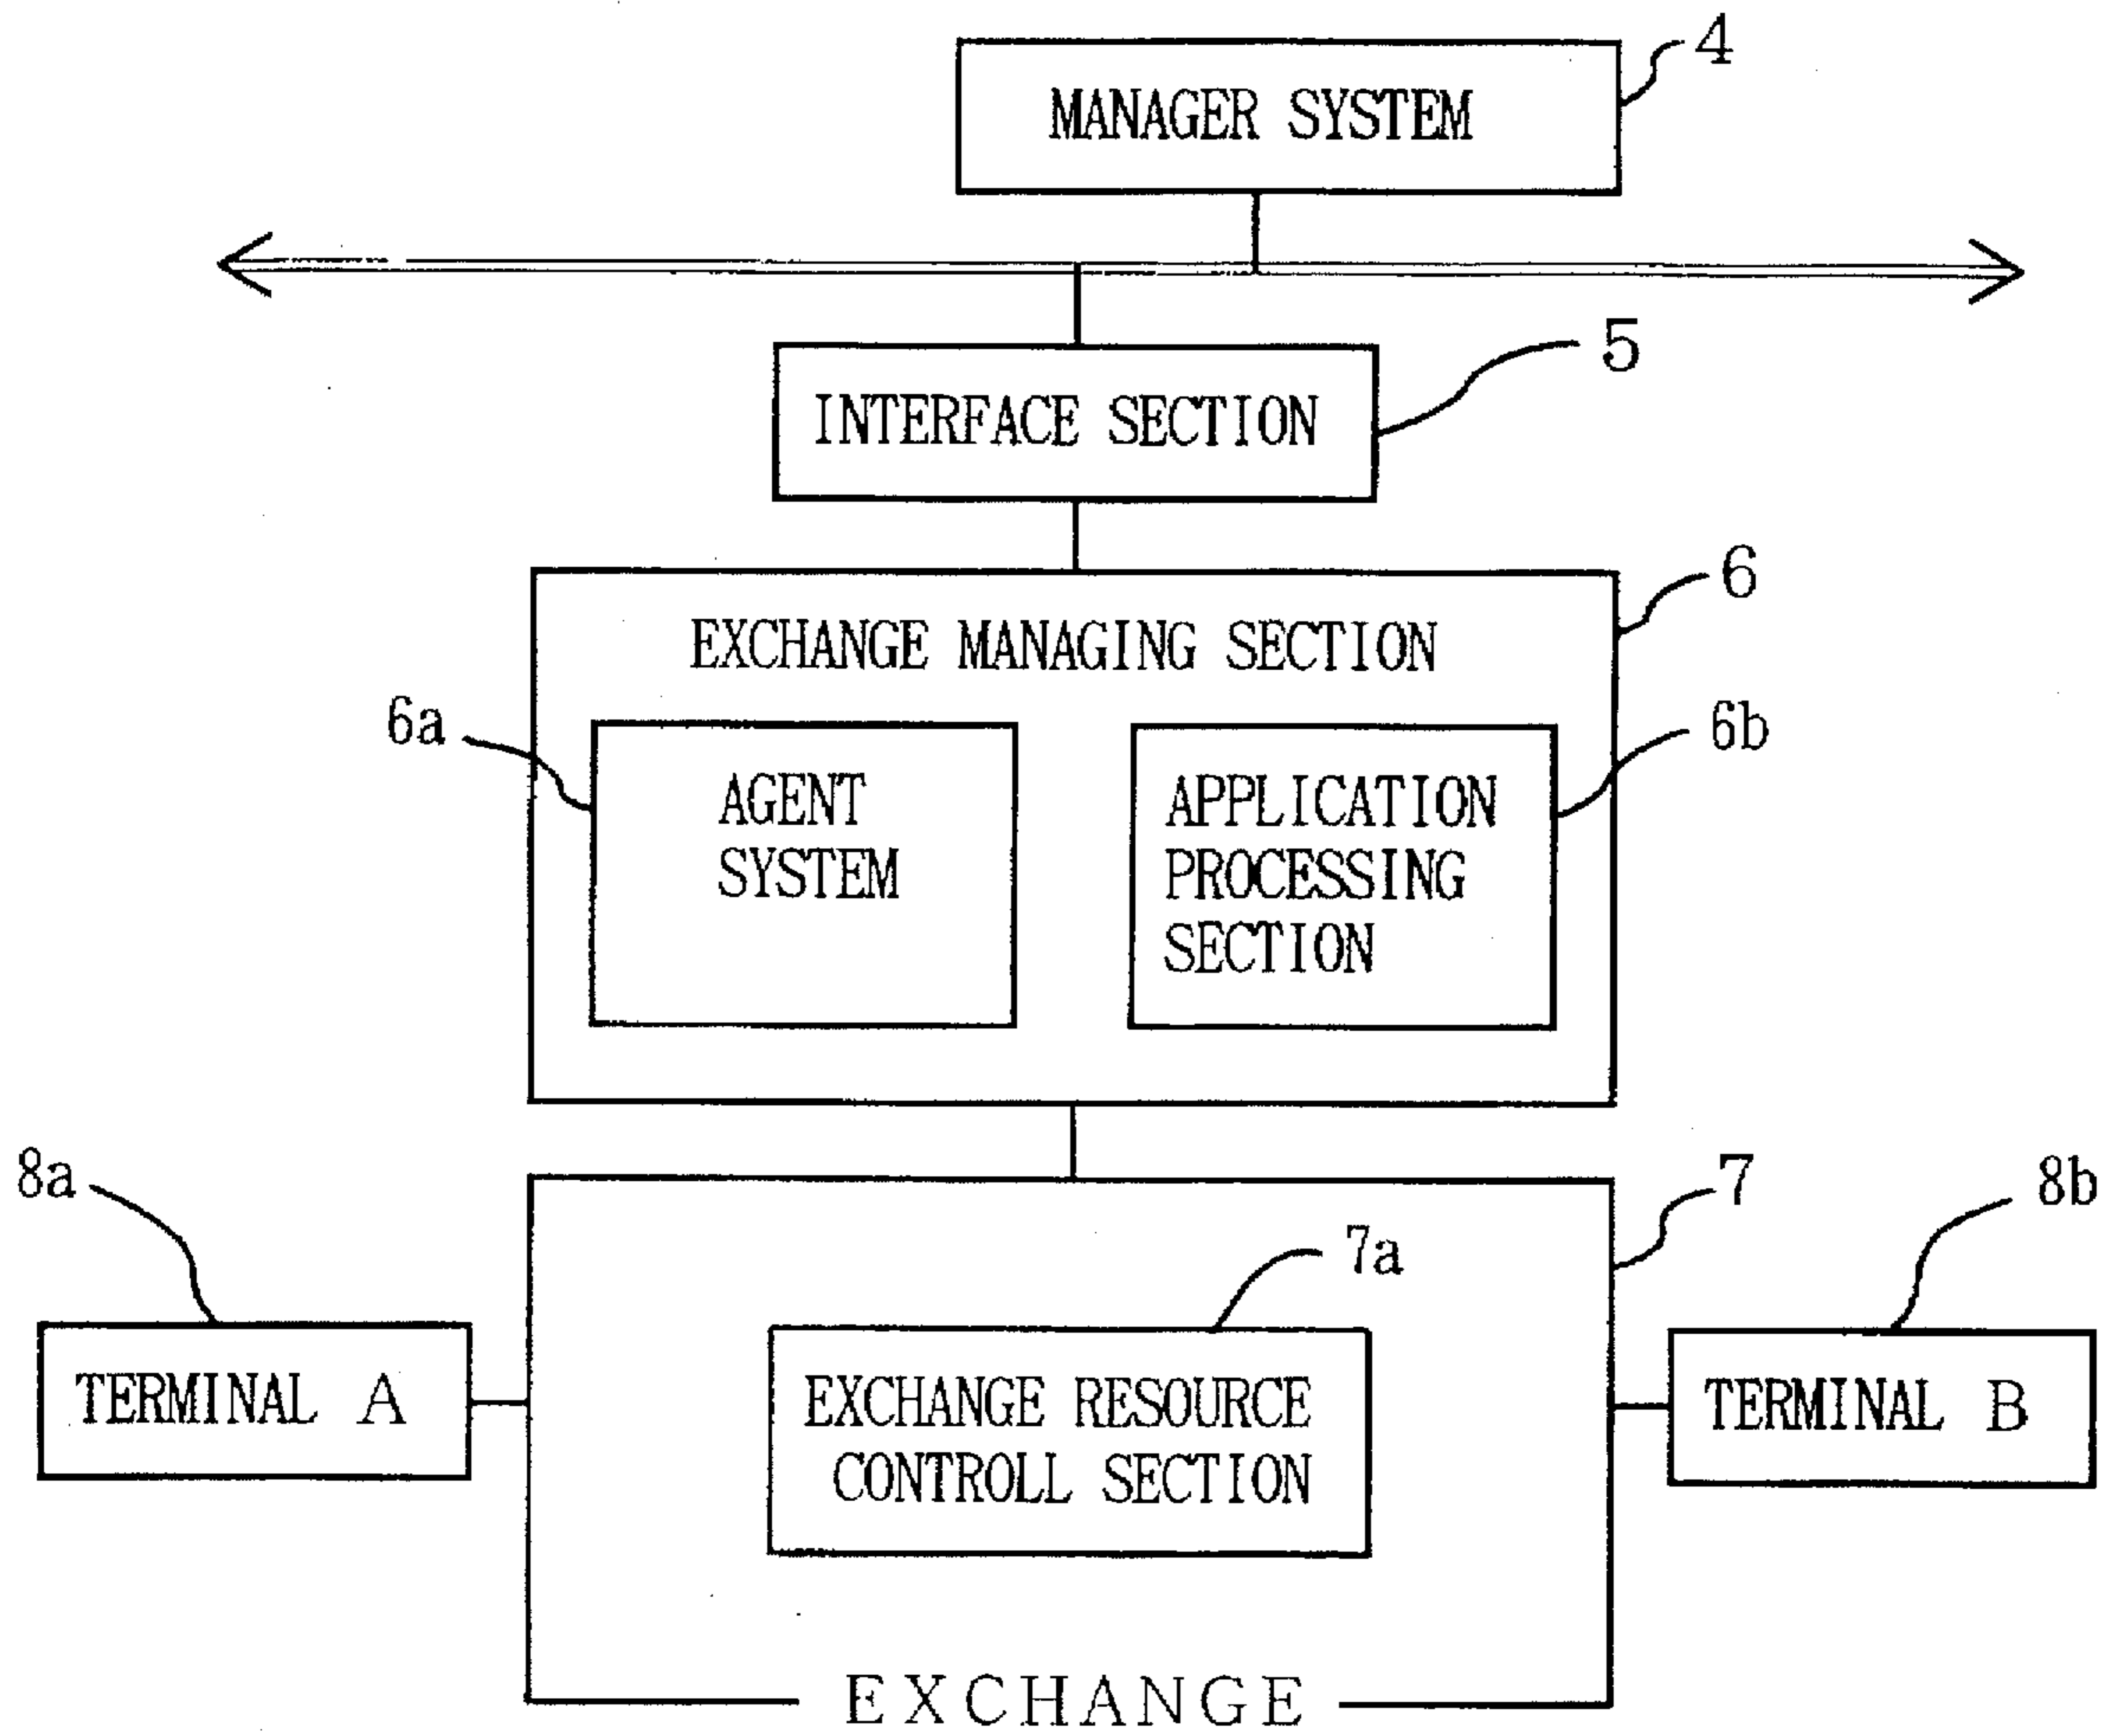 4
MANAGER SYSTEM
5
INTERFACE SECTION
6
EXCHANGE MANAGING SECTION
6a
6b
AGENT
SYSTEM
APPLICATION
PROCESSING
SECTION
8a
7
8b
7a
TERMINAL A
EXCHANGE RESOURCE
CONTROLL SECTION
TERMINAL B
EXCHANGE